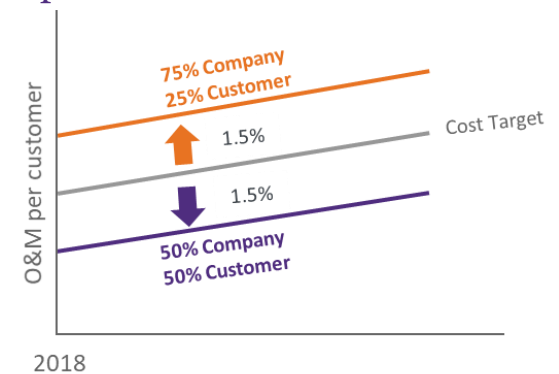 75% Company
25% Customer
1.5%
Cost Target
1.5%
50% Company
50% Customer
O&M per customer
2018